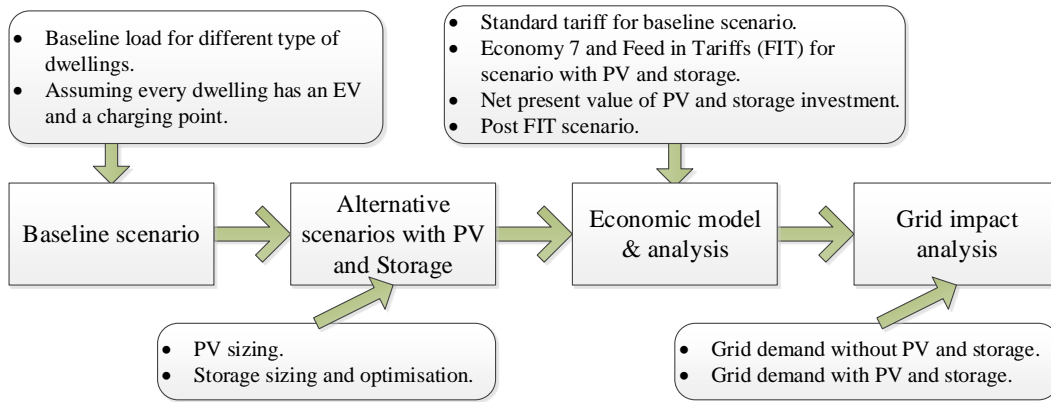 • Baseline load for different type of
dwellings.
• Assuming every dwelling has an EV
and a charging point.
• Standard tariff for baseline scenario.
• Economy 7 and Feed in Tariffs (FIT) for
scenario with PV and storage.
• Net present value of PV and storage investment.
• Post FIT scenario.
Baseline scenario
Alternative
scenarios with PV
and Storage
Economic model
& analysis
Grid impact
analysis
• PV sizing.
• Storage sizing and optimisation.
• Grid demand without PV and storage.
• Grid demand with PV and storage.